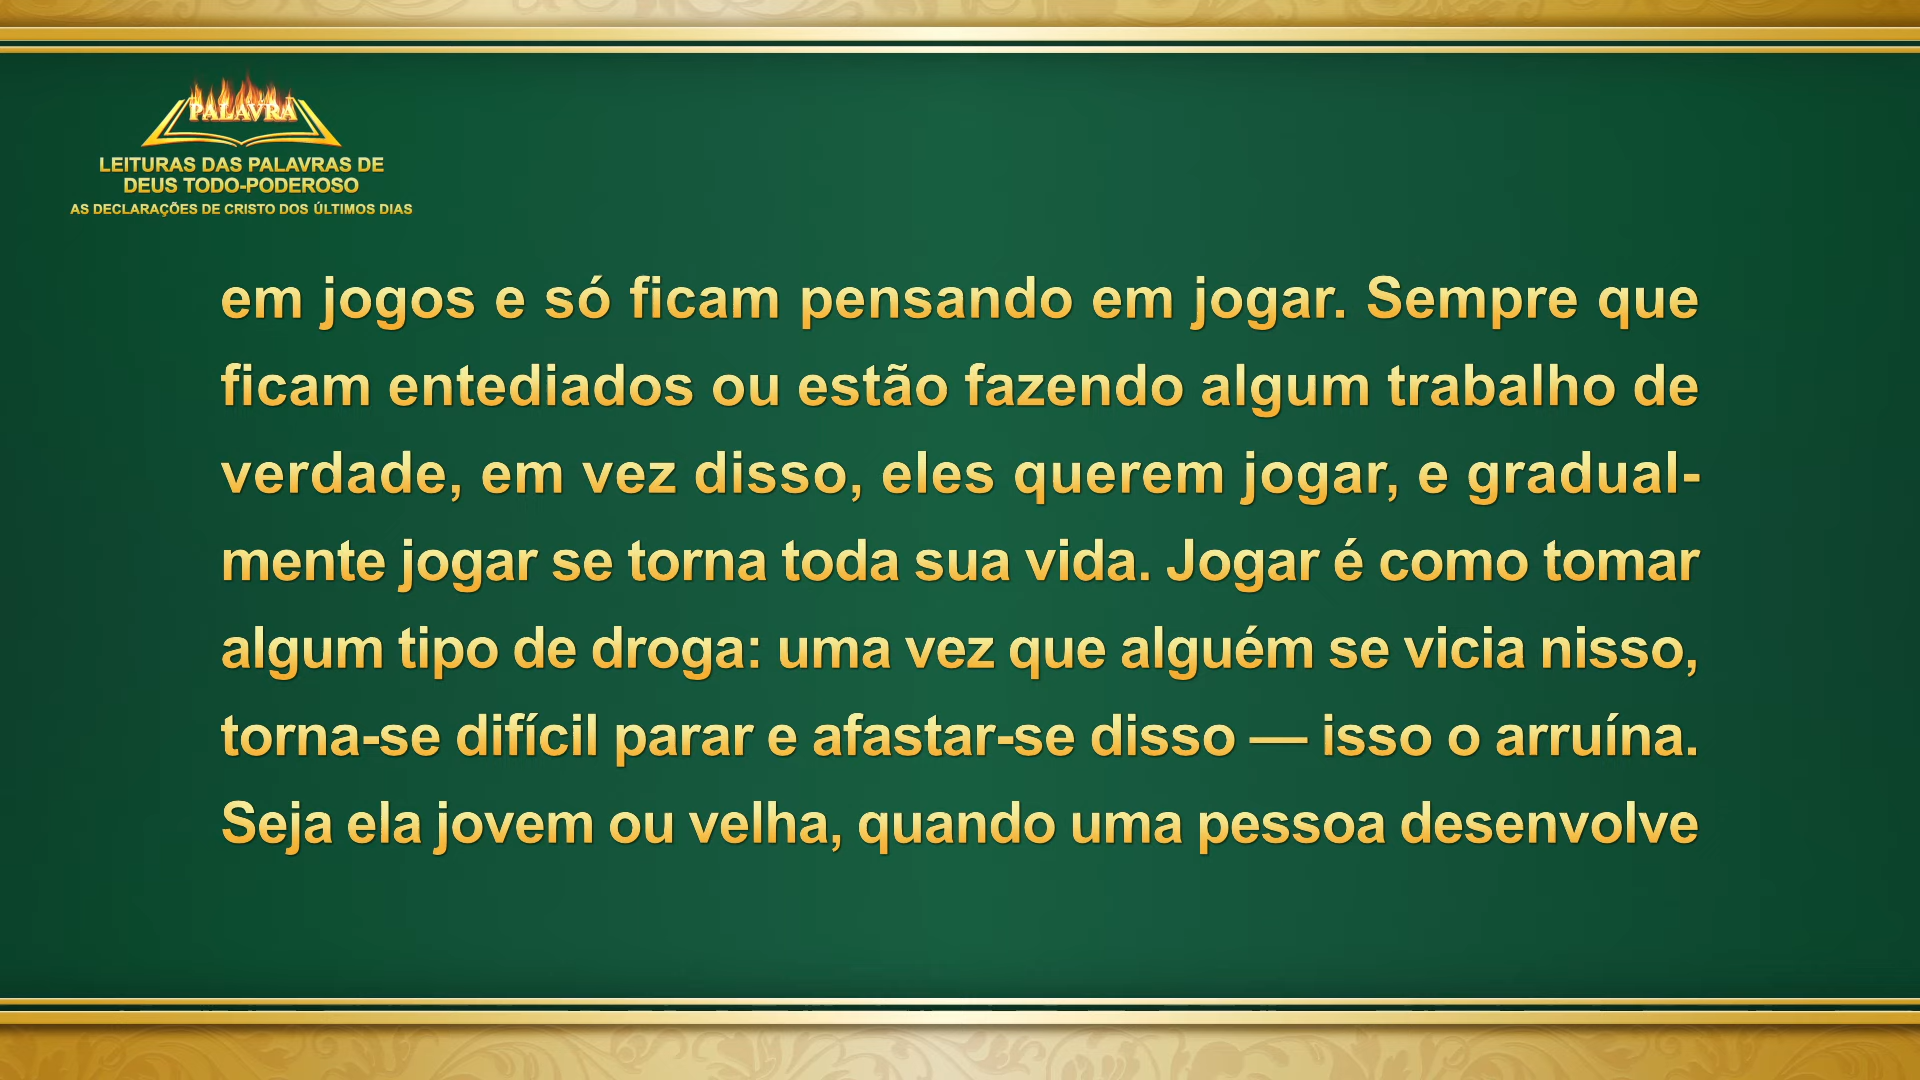 PALAVRA
LEITURAS DAS PALAVRAS DE
DEUS TODO-PODEROSO
AS DECLARAÇÕES DE CRISTO DOS ÚLTIMOS DIAS
em jogos e só ficam pensando em jogar. Sempre que
ficam entediados ou estão fazendo algum trabalho de
verdade, em vez disso, eles querem jogar, e gradual-
mente jogar se torna toda sua vida. Jogar é como tomar
algum tipo de droga: uma vez que alguém se vicia nisso,
torna-se difícil parar e afastar-se disso — isso o arruína.
Seja ela jovem ou velha, quando uma pessoa desenvolve